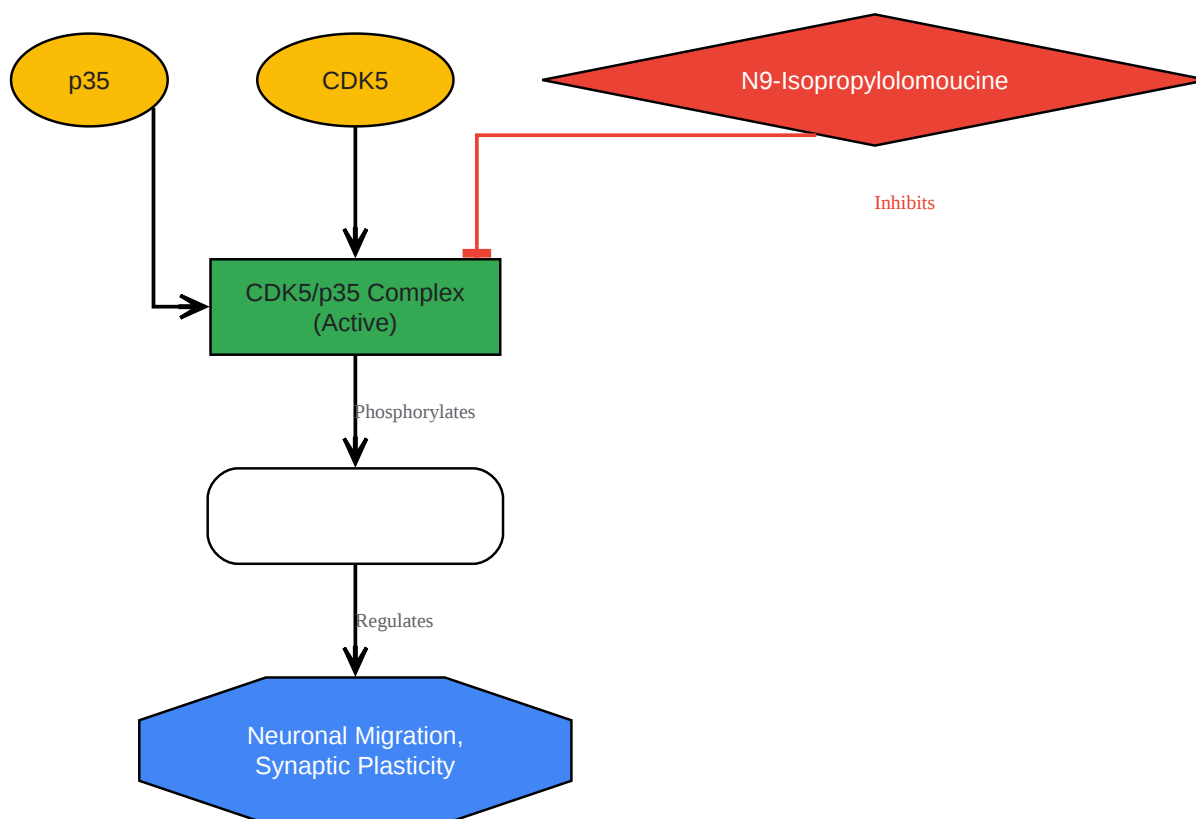 p35
CDK5
N9-Isopropylolomoucine
Inhibits
CDK5/p35 Complex
(Active)
Phosphorylates
Regulates
Neuronal Migration,
Synaptic Plasticity